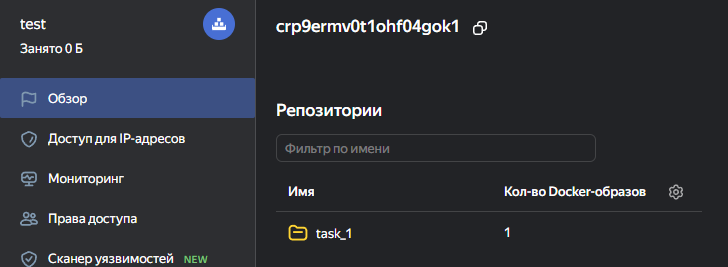 test
Занято 0 Б
Обзор
Доступ для IP-адресов
Мониторинг
Права доступа
Сканер уязвимостей NEW
crp9ermv0t1ohf04gok1
Репозитории
Фильтр по имени
Имя Кол-во Docker-образов
task_1 1